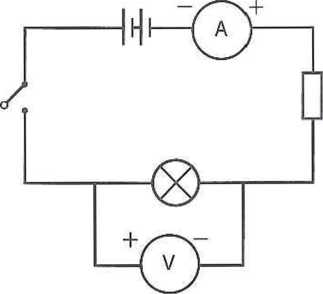 − A +
+ V −